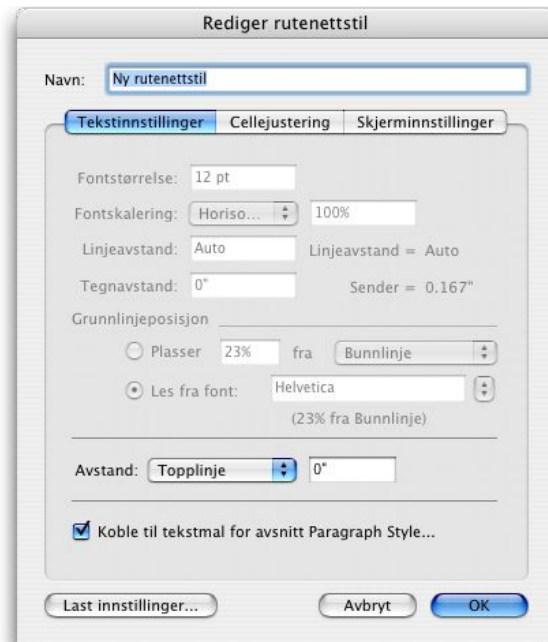 Rediger rutenettstil
Navn: Ny rutenettstil
Tekstinnstillinger Cellejustering Skjerminnstillinger
Fontstørrelse: 12 pt
Fontskalering: Horiso... 100%
Linjeavstand: Auto Linjeavstand = Auto
Tegnavstand: 0" Sender = 0.167"
Grunnlinjeposisjon
Plasser 23% fra Bunnlinje
Les fra font: Helvetica
(23% fra Bunnlinje)
Avstand: Topplinje 0"
Koble til tekstmal for avsnitt Paragraph Style...
Last innstillinger... Avbryt OK